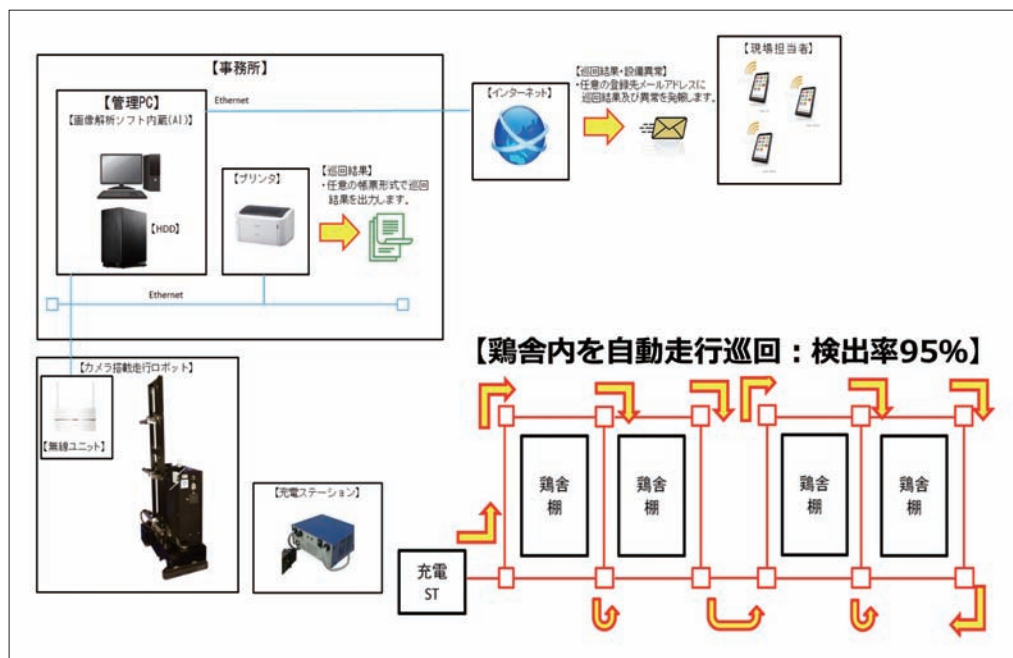 【事務所】
【管理PC】
【画像解析ソフト内蔵(AI)】
【HDD】
Ethernet
【プリンタ】
【巡回結果】
・任意の帳票形式で巡回
結果を出力します。
Ethernet
【インターネット】
【巡回結果・設備異常】
・任意の登録先メールアドレスに
巡回結果及び異常を発報します。
【現場担当者】
【カメラ搭載走行ロボット】
【無線ユニット】
【充電ステーション】
【鶏舎内を自動走行巡回：検出率95%】
充電
ST
鶏舎
棚
鶏舎
棚
鶏舎
棚
鶏舎
棚